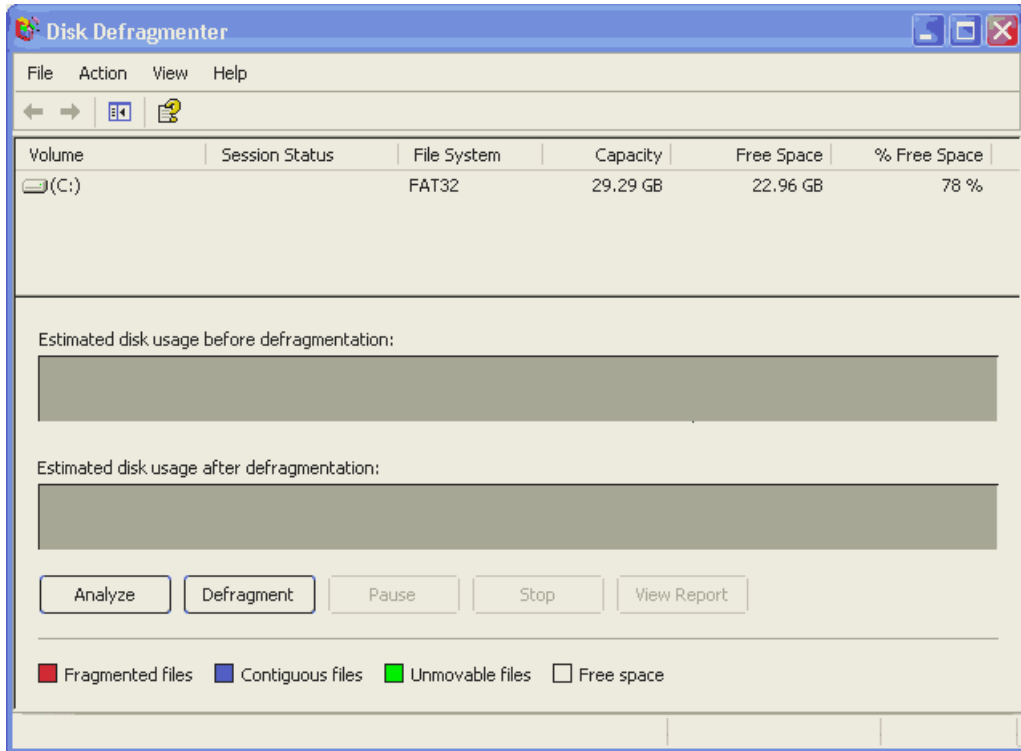 Disk Defragmenter
File Action View Help
Volume Session Status File System Capacity Free Space % Free Space
(C:) FAT32 29.29 GB 22.96 GB 78 %
Estimated disk usage before defragmentation:
Estimated disk usage after defragmentation:
Analyze Defragment Pause Stop View Report
Fragmented files Contiguous files Unmovable files Free space